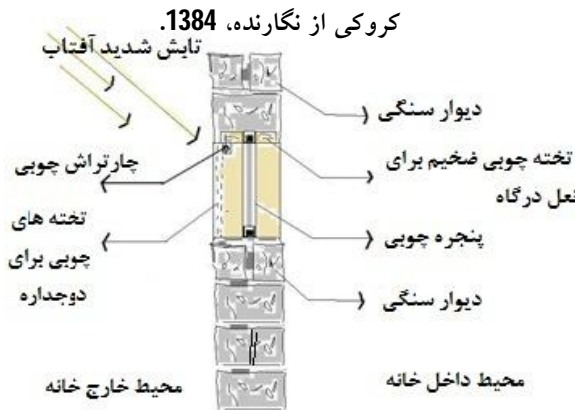 کروکی از نگارنده، 1384.
تابش شدید آفتاب
دیوار سنگی
تخته چوبی ضخیم برای
نعل درگاه
چارتراش چوبی
پنجره چوبی
تخته های
چوبی برای
دوجداره
دیوار سنگی
محیط داخل خانه
محیط خارج خانه